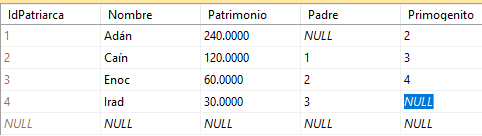 IdPatriarca Nombre Patrimonio Padre Primogenito
1 Adán 240.0000 NULL 2
2 Caín 120.0000 1 3
3 Enoc 60.0000 2 4
4 Irad 30.0000 3 NULL
NULL NULL NULL NULL NULL